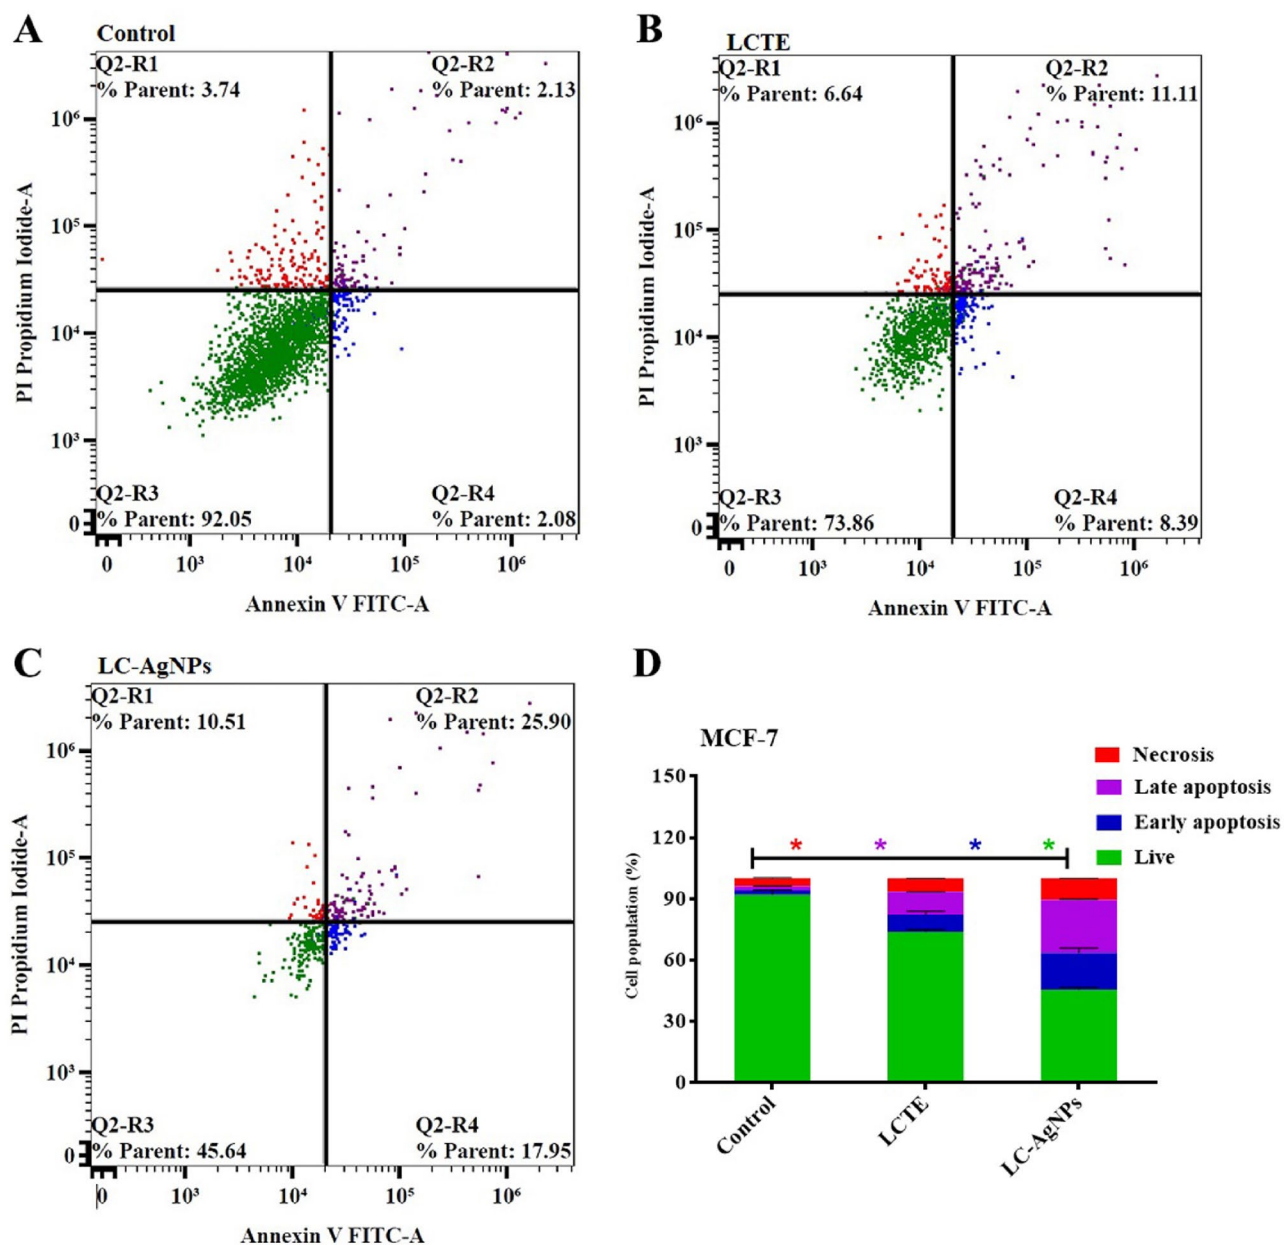 A
Control
Q2-R1
% Parent: 3.74
Q2-R2
% Parent: 2.13
10⁶
10⁵
10⁴
10³
0
PI Propidium Iodide-A
Q2-R3
% Parent: 92.05
Q2-R4
% Parent: 2.08
0 10³ 10⁴ 10⁵ 10⁶
Annexin V FITC-A
B
LCTE
Q2-R1
% Parent: 6.64
Q2-R2
% Parent: 11.11
10⁶
10⁵
10⁴
10³
0
PI Propidium Iodide-A
Q2-R3
% Parent: 73.86
Q2-R4
% Parent: 8.39
0 10³ 10⁴ 10⁵ 10⁶
Annexin V FITC-A
C
LC-AgNPs
Q2-R1
% Parent: 10.51
Q2-R2
% Parent: 25.90
10⁶
10⁵
10⁴
10³
0
PI Propidium Iodide-A
Q2-R3
% Parent: 45.64
Q2-R4
% Parent: 17.95
0 10³ 10⁴ 10⁵ 10⁶
Annexin V FITC-A
D
MCF-7
Necrosis
Late apoptosis
Early apoptosis
Live
150
120
90
60
30
0
Cell population (%)
* * * *
Control
LCTE
LC-AgNPs